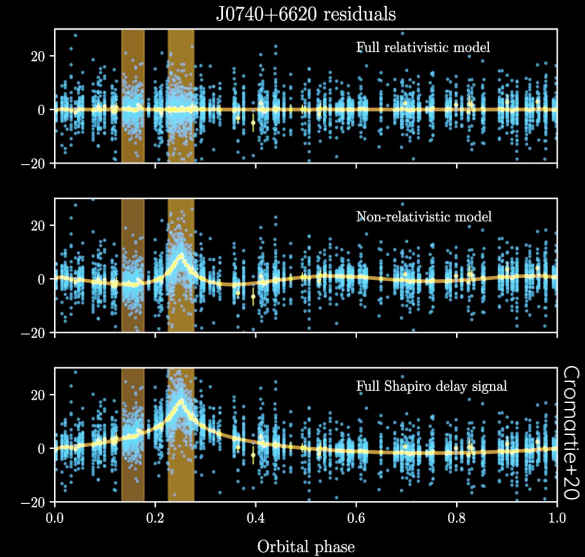 J0740+6620 residuals
20
0
−20
Full relativistic model
20
0
−20
Non-relativistic model
20
0
−20
Full Shapiro delay signal
0.0 0.2 0.4 0.6 0.8 1.0
Orbital phase
Cromartie+20